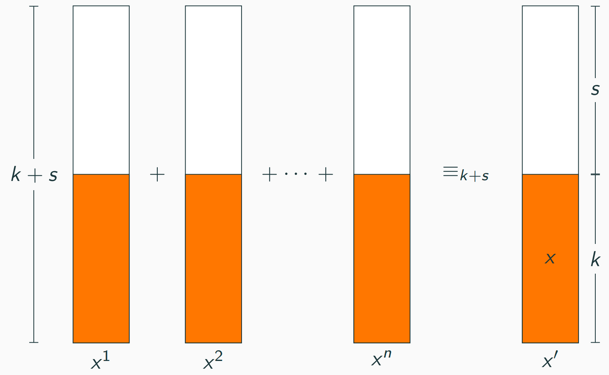 s
k + s
+
+ · · · +
≡ₖ₊ₛ
x
k
x¹
x²
xⁿ
x′